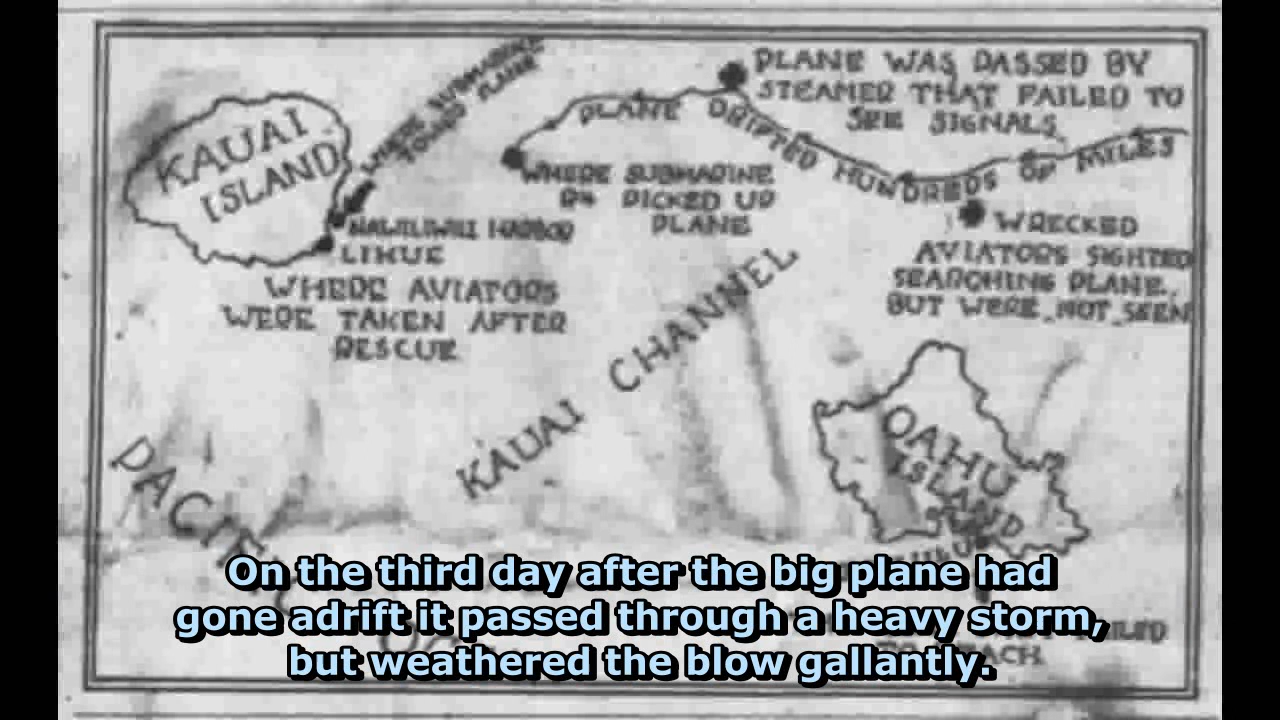 WHERE SUBMARINE
TOWED PLANE
PLANE WAS PASSED BY
STEAMER THAT FAILED TO
SEE SIGNALS
PLANE DRIFTED HUNDREDS OF MILES
KAUAI
ISLAND
WHERE SUBMARINE
R4 PICKED UP
PLANE
NAWILIWILI HARBOR
LIHUE
WRECKED
AVIATORS SIGHTED
SEARCHING PLANE,
BUT WERE NOT SEEN
WHERE AVIATORS
WERE TAKEN AFTER
RESCUE
KAUAI CHANNEL
OAHU
ISLAND
PACIFIC
On the third day after the big plane had
gone adrift it passed through a heavy storm,
but weathered the blow gallantly.